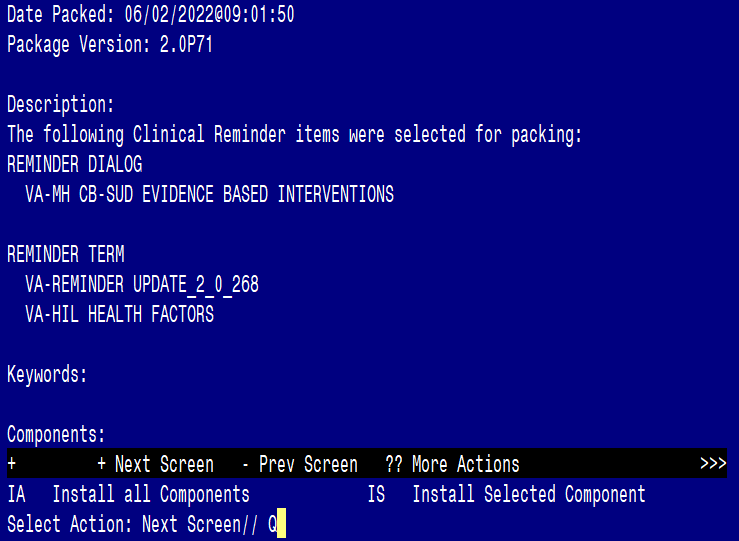 Date Packed: 06/02/2022@09:01:50
Package Version: 2.0P71
Description:
The following Clinical Reminder items were selected for packing:
REMINDER DIALOG
VA-MH CB-SUD EVIDENCE BASED INTERVENTIONS
REMINDER TERM
VA-REMINDER UPDATE_2_0_268
VA-HIL HEALTH FACTORS
Keywords:
Components:
+ + Next Screen - Prev Screen ?? More Actions >>>
IA Install all Components IS Install Selected Component
Select Action: Next Screen// Q